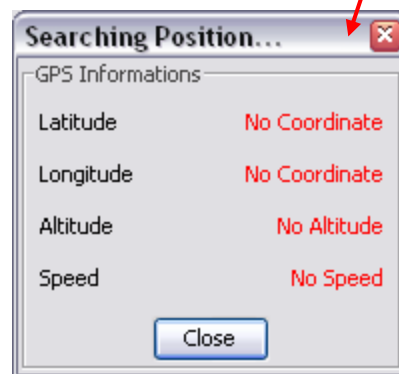 Searching Position...
GPS Informations
Latitude No Coordinate
Longitude No Coordinate
Altitude No Altitude
Speed No Speed
Close